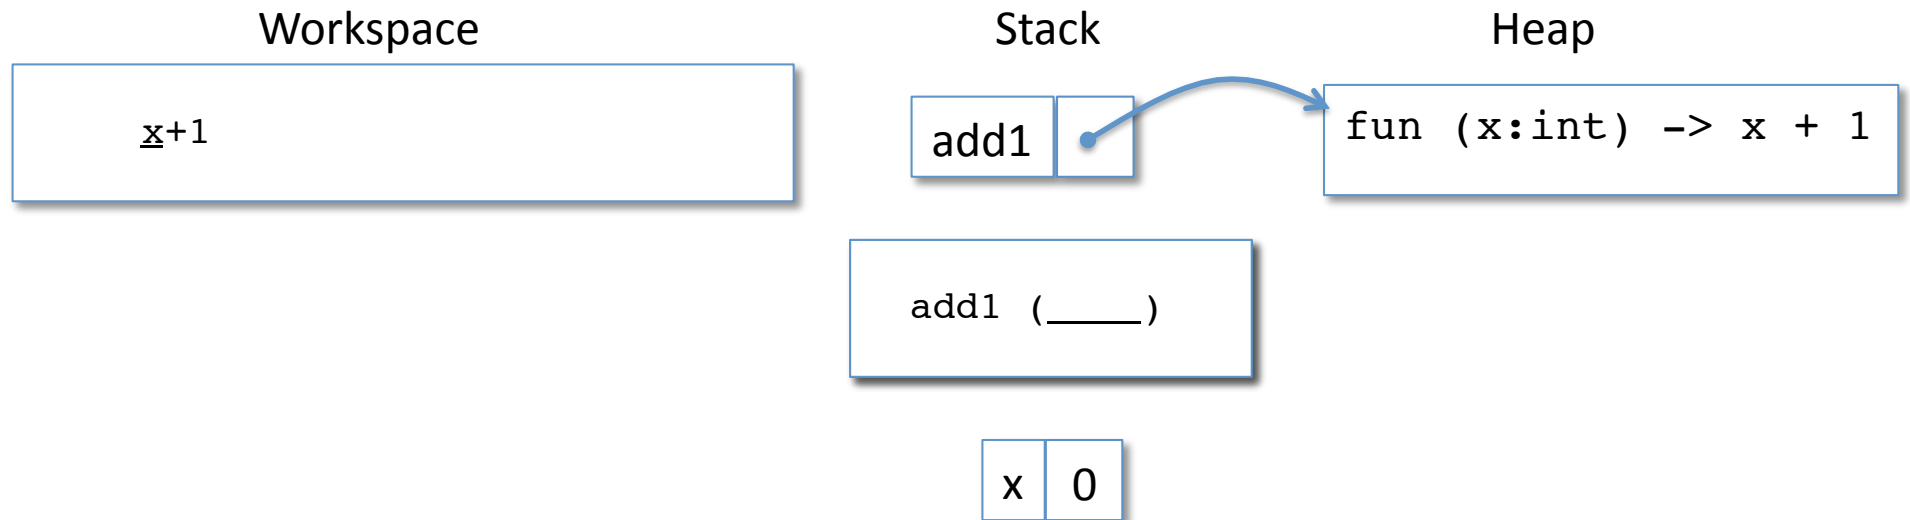 Workspace
Stack
Heap
x+1
add1
fun (x:int) -> x + 1
add1 (____)
x 0